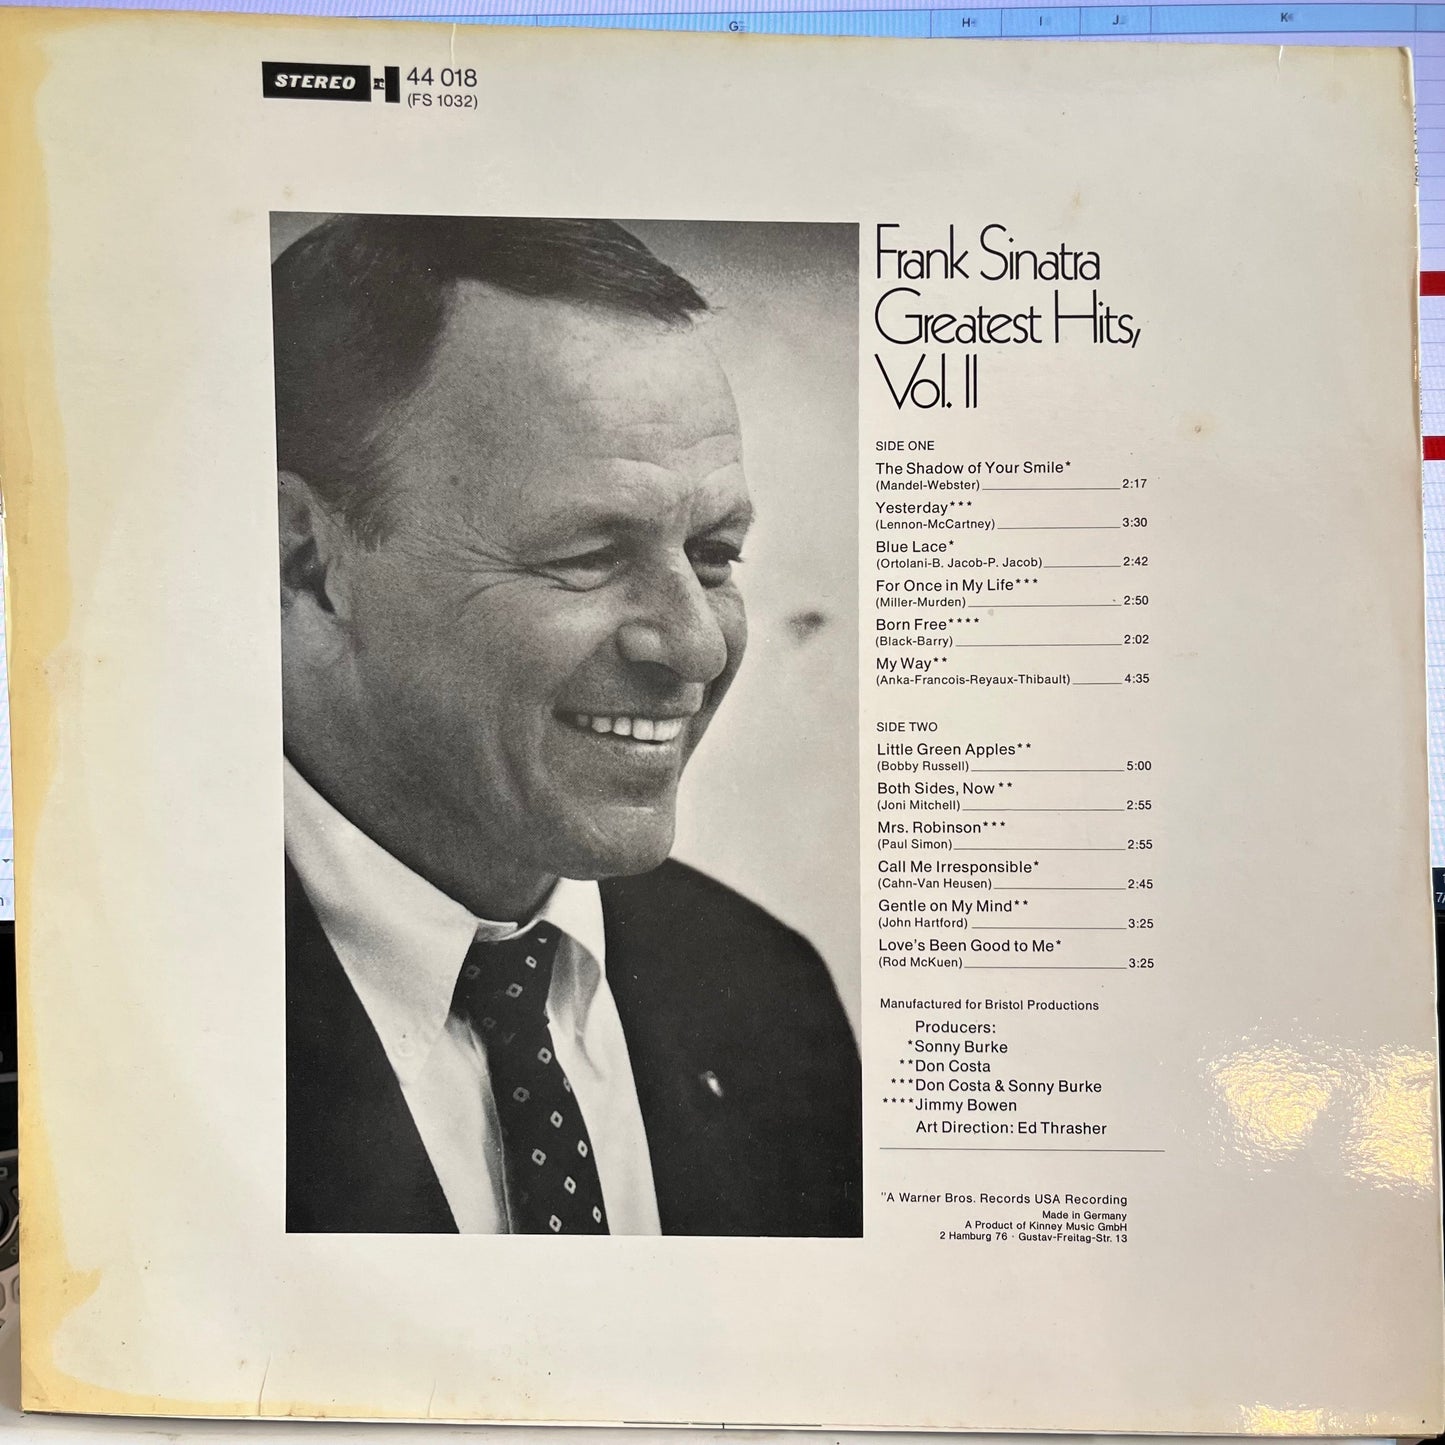 G
H
I
J
K
STEREO 44 018
(FS 1032)
Frank Sinatra
Greatest Hits,
Vol. II
SIDE ONE
The Shadow of Your Smile*
(Mandel-Webster) 2:17
Yesterday***
(Lennon-McCartney) 3:30
Blue Lace*
(Ortolani-B. Jacob-P. Jacob) 2:42
For Once in My Life***
(Miller-Murden) 2:50
Born Free****
(Black-Barry) 2:02
My Way**
(Anka-Francois-Reyaux-Thibault) 4:35
SIDE TWO
Little Green Apples**
(Bobby Russell) 5:00
Both Sides, Now**
(Joni Mitchell) 2:55
Mrs. Robinson***
(Paul Simon) 2:55
Call Me Irresponsible*
(Cahn-Van Heusen) 2:45
Gentle on My Mind**
(John Hartford) 3:25
Love's Been Good to Me*
(Rod McKuen) 3:25
Manufactured for Bristol Productions
Producers:
*Sonny Burke
**Don Costa
***Don Costa & Sonny Burke
****Jimmy Bowen
Art Direction: Ed Thrasher
"A Warner Bros. Records USA Recording
Made in Germany
A Product of Kinney Music GmbH
2 Hamburg 76 · Gustav-Freitag-Str. 13